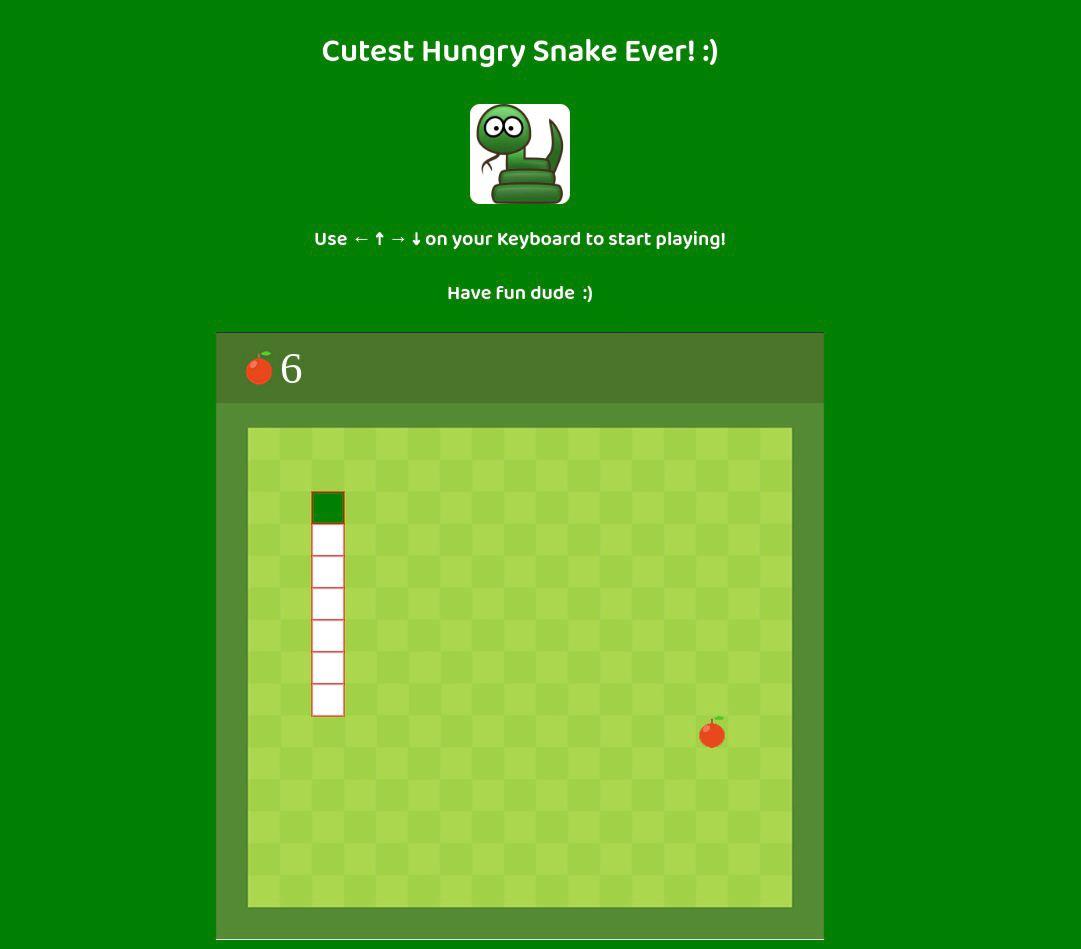 Cutest Hungry Snake Ever! :)
Use ← ↑ → ↓ on your Keyboard to start playing!
Have fun dude :)
6